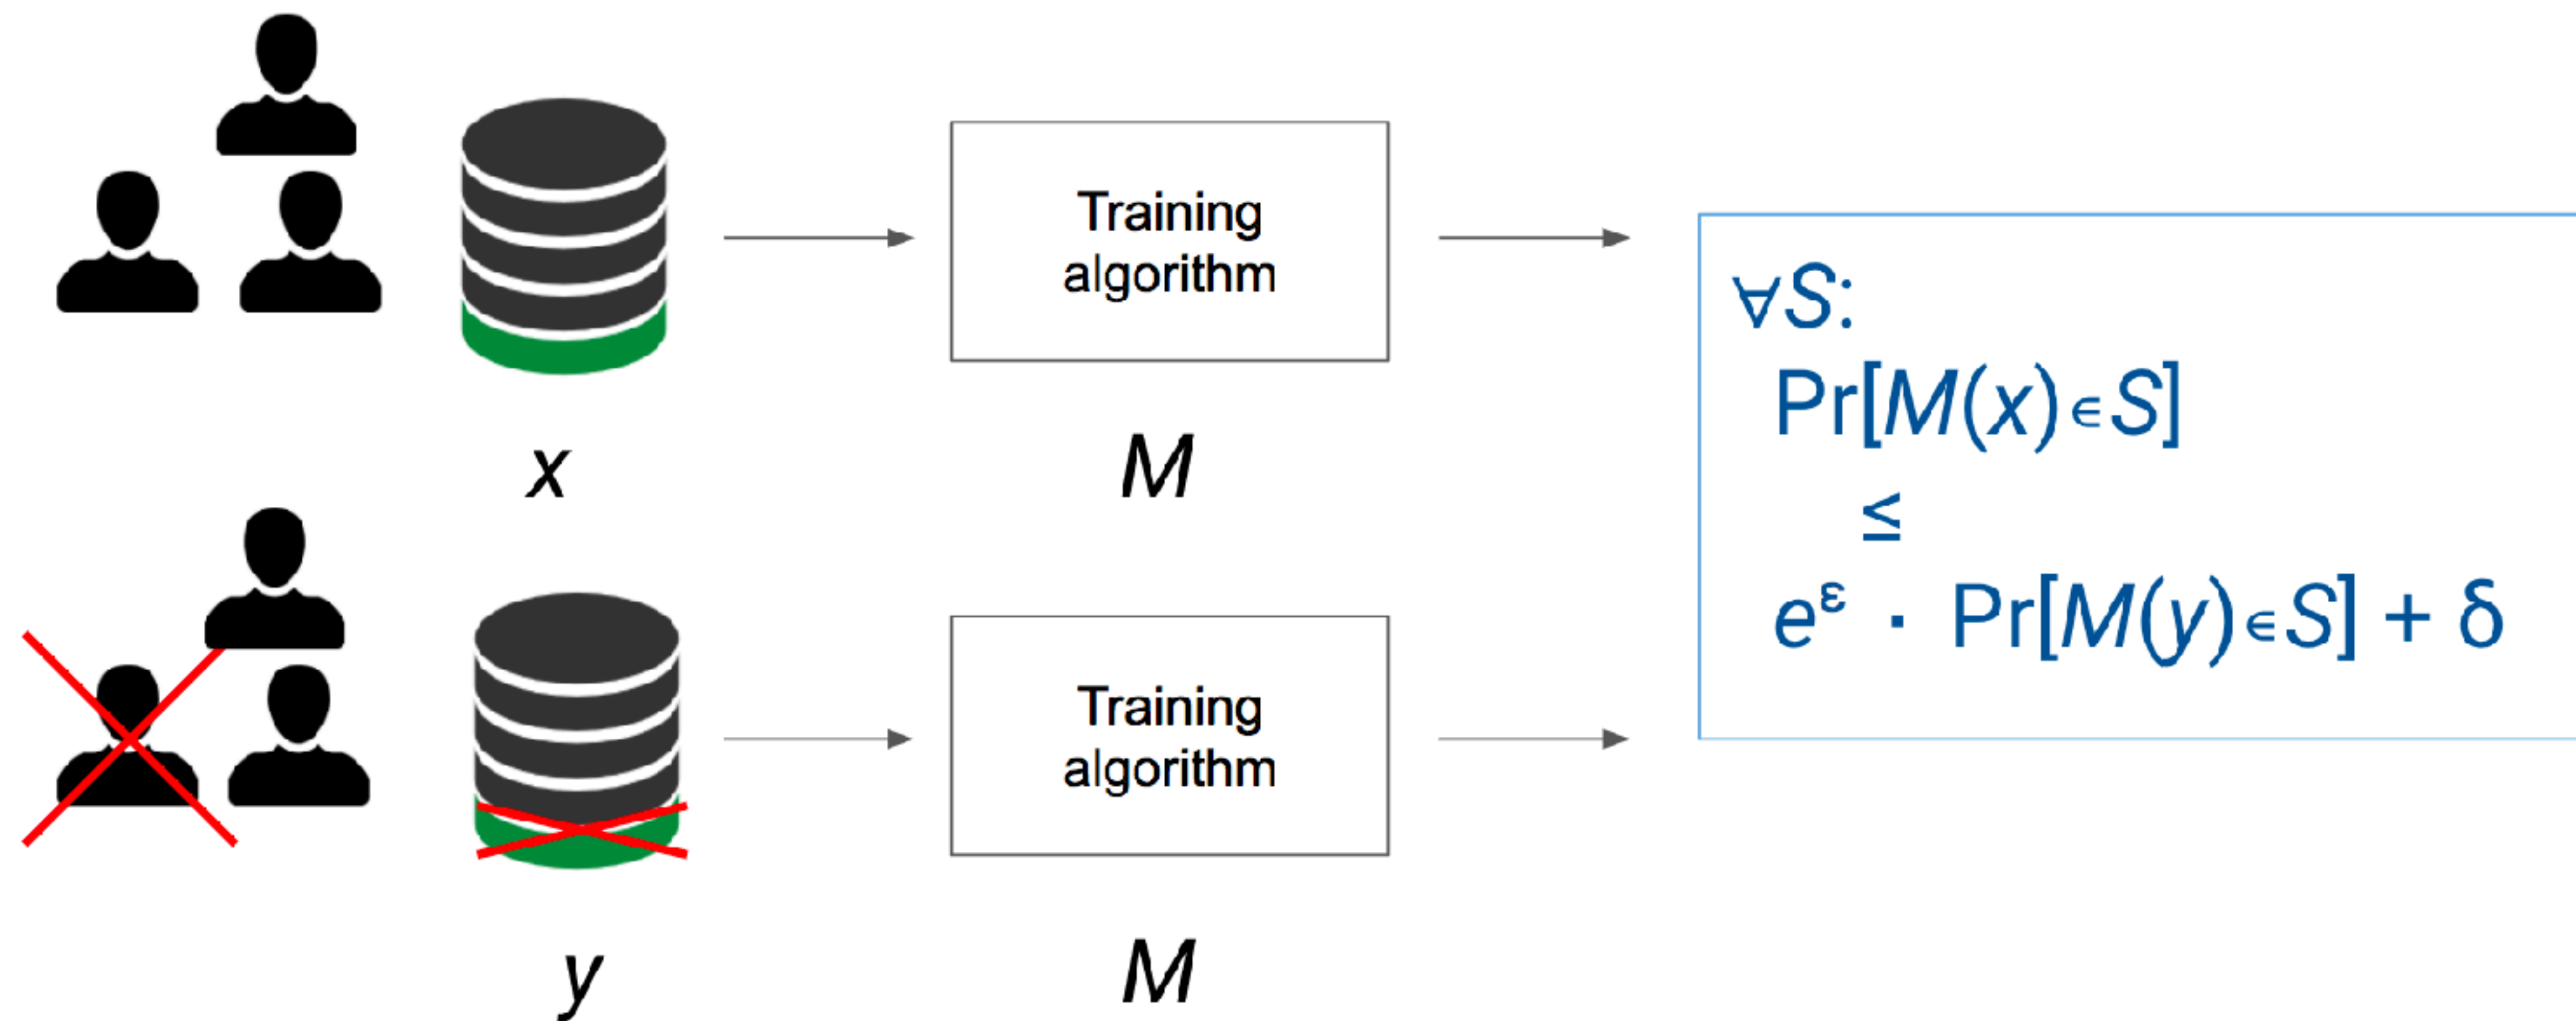 Training
algorithm
x
M
∀S:
Pr[M(x)∊S]
≤
e^ε · Pr[M(y)∊S] + δ
Training
algorithm
y
M